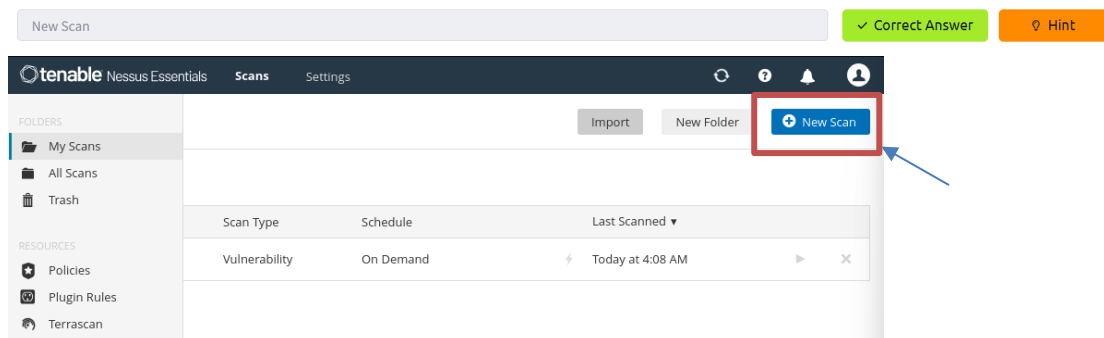 New Scan
✓ Correct Answer
Hint
tenable Nessus Essentials Scans Settings
FOLDERS
Import New Folder New Scan
My Scans
All Scans
Trash
Scan Type Schedule Last Scanned ▼
RESOURCES
Vulnerability On Demand Today at 4:08 AM
Policies
Plugin Rules
Terrascan